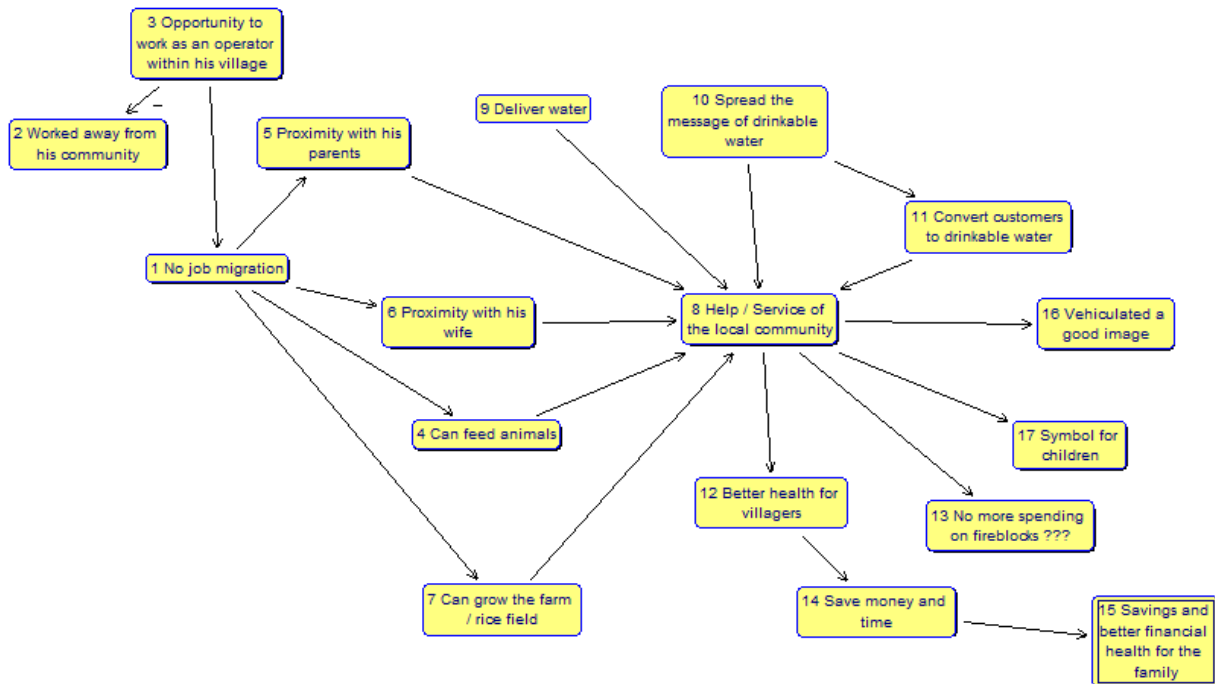 3 Opportunity to
work as an operator
within his village
–
2 Worked away from
his community
5 Proximity with his
parents
9 Deliver water
10 Spread the
message of drinkable
water
11 Convert customers
to drinkable water
1 No job migration
6 Proximity with his
wife
8 Help / Service of
the local community
16 Vehiculated a
good image
4 Can feed animals
17 Symbol for
children
12 Better health for
villagers
13 No more spending
on fireblocks ???
7 Can grow the farm
/ rice field
14 Save money and
time
15 Savings and
better financial
health for the
family